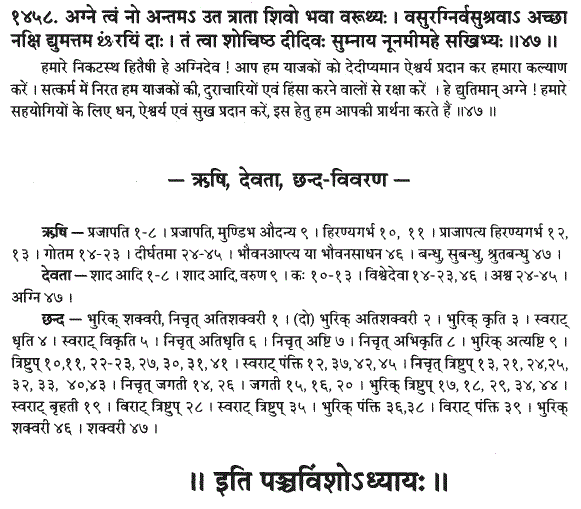 १४५८. अग्ने त्वं नो अन्तमऽ उत त्राता शिवो भवा वरूथ्यः । वसुरग्निर्वसुश्रवाऽ अच्छा
नक्षि द्युमत्तम ꣳरयिं दाः । तं त्वा शोचिष्ठ दीदिवः सुम्नाय नूनमीमहे सखिभ्यः ॥४७ ॥
हमारे निकटस्थ हितैषी हे अग्निदेव ! आप हम याजकों को देदीप्यमान ऐश्वर्य प्रदान कर हमारा कल्याण
करें । सत्कर्म में निरत हम याजकों की, दुराचारियों एवं हिंसा करने वालों से रक्षा करें । हे द्युतिमान् अग्ने ! हमारे
सहयोगियों के लिए धन, ऐश्वर्य एवं सुख प्रदान करें, इस हेतु हम आपकी प्रार्थना करते हैं ॥४७ ॥
— ऋषि, देवता, छन्द-विवरण —
ऋषि — प्रजापति १-८ । प्रजापति, मुण्डिभ औदन्य ९ । हिरण्यगर्भ १०, ११ । प्राजापत्य हिरण्यगर्भ १२,
१३ । गोतम १४-२३ । दीर्घतमा २४-४५ । भौवनआप्त्य या भौवनसाधन ४६ । बन्धु, सुबन्धु, श्रुतबन्धु ४७ ।
देवता — शाद आदि १-८ । शाद आदि, वरुण ९ । कः १०-१३ । विश्वेदेवा १४-२३, ४६ । अश्व २४-४५ ।
अग्नि ४७ ।
छन्द — भुरिक् शक्वरी, निचृत् अतिशक्वरी १ । (दो) भुरिक् अतिशक्वरी २ । भुरिक् कृति ३ । स्वराट्
धृति ४ । स्वराट् विकृति ५ । निचृत् अतिधृति ६ । निचृत् अष्टि ७ । निचृत् अभिकृति ८ । भुरिक् अत्यष्टि ९ ।
त्रिष्टुप् १०,११, २२-२३, २७, ३०, ३१, ४१ । स्वराट् पंक्ति १२, ३७, ४२, ४५ । निचृत् त्रिष्टुप् १३, २१, २४,२५,
३२, ३३, ४०,४३ । निचृत् जगती १४, २६ । जगती १५, १६, २० । भुरिक् त्रिष्टुप् १७, १८, २९, ३४, ४४ ।
स्वराट् बृहती १९ । विराट् त्रिष्टुप् २८ । स्वराट् त्रिष्टुप् ३५ । भुरिक् पंक्ति ३६,३८ । विराट् पंक्ति ३९ । भुरिक्
शक्वरी ४६ । शक्वरी ४७ ।
॥ इति पञ्चविंशोऽध्यायः ॥